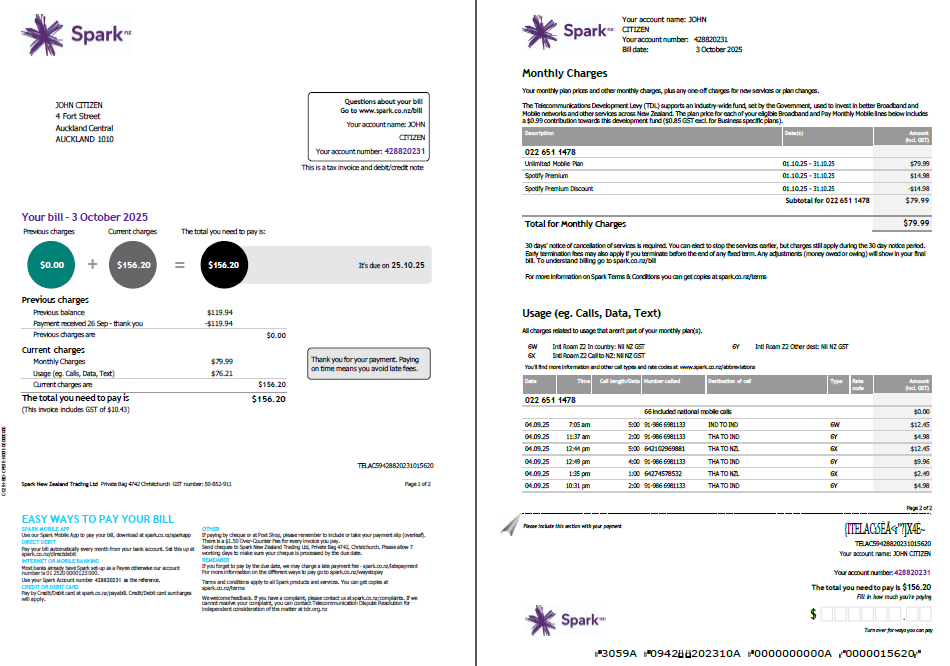 Spark nz
JOHN CITIZEN
4 Fort Street
Auckland Central
AUCKLAND 1010
Questions about your bill
Go to www.spark.co.nz/bill
Your account name: JOHN
CITIZEN
Your account number: 428820231
This is a tax invoice and debit/credit note
Your bill - 3 October 2025
Previous charges Current charges The total you need to pay is:
$0.00 + $156.20 = $156.20 It's due on 25.10.25
Previous charges
Previous balance $119.94
Payment received 26 Sep - thank you -$119.94
Previous charges are $0.00
Current charges
Monthly Charges $79.99
Usage (eg. Calls, Data, Text) $76.21
Current charges are $156.20
The total you need to pay is $156.20
(This invoice includes GST of $10.43)
Thank you for your payment. Paying
on time means you avoid late fees.
TELAC5942882023101562​0
Spark New Zealand Trading Ltd Private Bag 4742 Christchurch GST number: 50-852-911 Page 1 of 2
EASY WAYS TO PAY YOUR BILL
SPARK MOBILE APP
Use our Spark Mobile App to pay your bill, download at spark.co.nz/sparkapp
DIRECT DEBIT
Pay your bill automatically every month from your bank account. Set this up at
spark.co.nz/directdebit
INTERNET OR MOBILE BANKING
Most banks already have Spark set-up as a Payee otherwise our account
number is 01 2520 0000123 000.
Use your Spark Account number 428820231 as the reference.
CREDIT OR DEBIT CARD
Pay by Credit/Debit card at spark.co.nz/payabill. Credit/Debit card surcharges
will apply.
OTHER
If paying by cheque or at Post Shop, please remember to include or take your payment slip (overleaf).
There is a $1.50 Over-Counter Fee for every invoice you pay.
Send cheques to Spark New Zealand Trading Ltd, Private Bag 4742, Christchurch. Please allow 7
working days to make sure your cheque is processed by the due date.
REMEMBER
If you forget to pay by the due date, we may charge a late payment fee - spark.co.nz/latepayment
For more information on the different ways to pay go to spark.co.nz/waystopay
Terms and conditions apply to all Spark products and services. You can get copies at
spark.co.nz/terms
We welcome feedback. If you have a complaint, please contact us at spark.co.nz/complaints. If we
cannot resolve your complaint, you can contact Telecommunication Dispute Resolution for
independent consideration of the matter at tdr.org.nz
Spark nz
Your account name: JOHN
CITIZEN
Your account number: 428820231
Bill date: 3 October 2025
Monthly Charges
Your monthly plan prices and other monthly charges, plus any one-off charges for new services or plan changes.
The Telecommunications Development Levy (TDL) supports an industry-wide fund, set by the Government, used to invest in better Broadband and
Mobile networks and other services across New Zealand. The plan price for each of your eligible Broadband and Pay Monthly Mobile lines below includes
a $0.99 contribution towards this development fund ($0.85 GST excl. for Business specific plans).
Description Date(s) Amount
(incl. GST)
022 651 1478
Unlimited Mobile Plan 01.10.25 - 31.10.25 $79.99
Spotify Premium 01.10.25 - 31.10.25 $14.98
Spotify Premium Discount 01.10.25 - 31.10.25 -$14.98
Subtotal for 022 651 1478 $79.99
Total for Monthly Charges $79.99
30 days' notice of cancellation of services is required. You can elect to stop the services earlier, but charges still apply during the 30 day notice period.
Early termination fees may also apply if you terminate before the end of any fixed term. Any adjustments (money owed or owing) will show in your final
bill. To understand billing go to spark.co.nz/bill
For more information on Spark Terms & Conditions you can get copies at spark.co.nz/terms
Usage (eg. Calls, Data, Text)
All charges related to usage that aren't part of your monthly plan(s).
6W Intl Roam Z2 In country: Nil NZ GST 6Y Intl Roam Z2 Other dest: Nil NZ GST
6X Intl Roam Z2 Call to NZ: Nil NZ GST
You'll find more information and other call types and rate codes at www.spark.co.nz/abbreviations
Date Time Call length/Data Number called Destination of call Type Rate code Amount (incl. GST)
022 651 1478
66 included national mobile calls $0.00
04.09.25 7:05 am 5:00 91-986 6981133 IND TO IND 6W $12.45
04.09.25 11:37 am 2:00 91-986 6981133 THA TO IND 6Y $4.98
04.09.25 12:44 pm 5:00 642102969881 THA TO NZL 6X $12.45
04.09.25 12:49 pm 4:00 91-986 6981133 THA TO IND 6Y $9.96
04.09.25 1:35 pm 1:00 64274578532 THA TO NZL 6X $2.49
04.09.25 10:31 pm 2:00 91-986 6981133 THA TO IND 6Y $4.98
Page 2 of 2
Please include this section with your payment
TELAC5942882023101562​0
Your account name: JOHN CITIZEN
Your account number: 428820231
The total you need to pay is $156.20
Fill in how much you're paying
$ .
Turn over for ways you can pay
Spark nz
3059A 0942882​02310A 0000000000A 0000015620